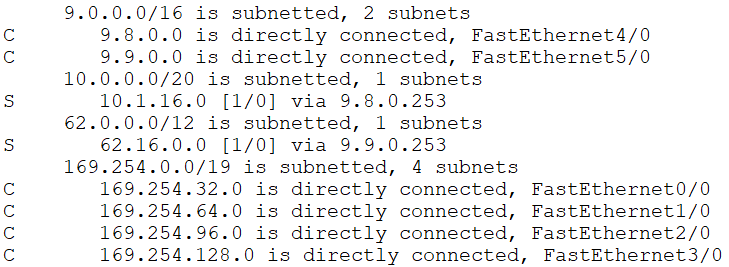 9.0.0.0/16 is subnetted, 2 subnets
C 9.8.0.0 is directly connected, FastEthernet4/0
C 9.9.0.0 is directly connected, FastEthernet5/0
10.0.0.0/20 is subnetted, 1 subnets
S 10.1.16.0 [1/0] via 9.8.0.253
62.0.0.0/12 is subnetted, 1 subnets
S 62.16.0.0 [1/0] via 9.9.0.253
169.254.0.0/19 is subnetted, 4 subnets
C 169.254.32.0 is directly connected, FastEthernet0/0
C 169.254.64.0 is directly connected, FastEthernet1/0
C 169.254.96.0 is directly connected, FastEthernet2/0
C 169.254.128.0 is directly connected, FastEthernet3/0